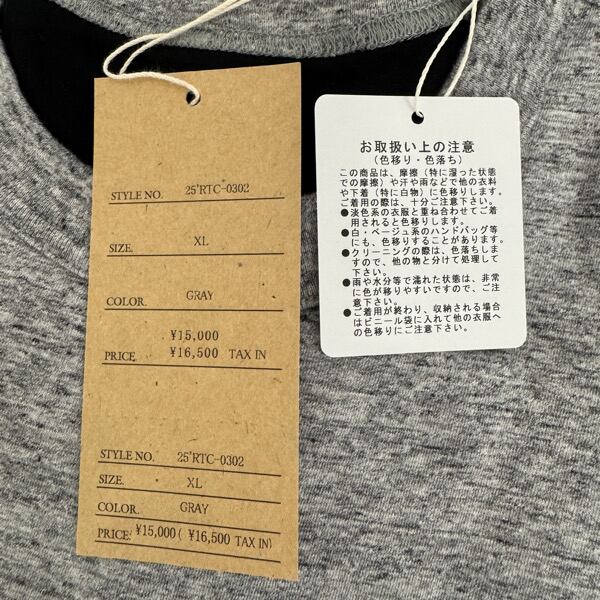 STYLE NO. 25'RTC-0302
SIZE. XL
COLOR. GRAY
¥15,000
PRICE. ¥16,500 TAX IN
STYLE NO. 25'RTC-0302
SIZE. XL
COLOR. GRAY
PRICE: ¥15,000( ¥16,500 TAX IN)
お取扱い上の注意
(色移り・色落ち)
この商品は、摩擦(特に湿った状態
での摩擦)や汗や雨などで他の衣料
や下着(特に白物)に色移りします。
ご着用の際は、十分ご注意下さい。
●淡色系の衣服と重ね合わせてご着
用されると色移りします。
●白・ベージュ系のハンドバッグ等
にも、色移りすることがあります。
●クリーニングの際は、色落ちしま
すので、他の物と分けて処理して
下さい。
●雨や水分等で濡れた状態は、非常
に色が移りやすいですので、ご注
意下さい。
●ご着用が終わり、収納される場合
はビニール袋に入れて他の衣服へ
の色移りにご注意下さい。